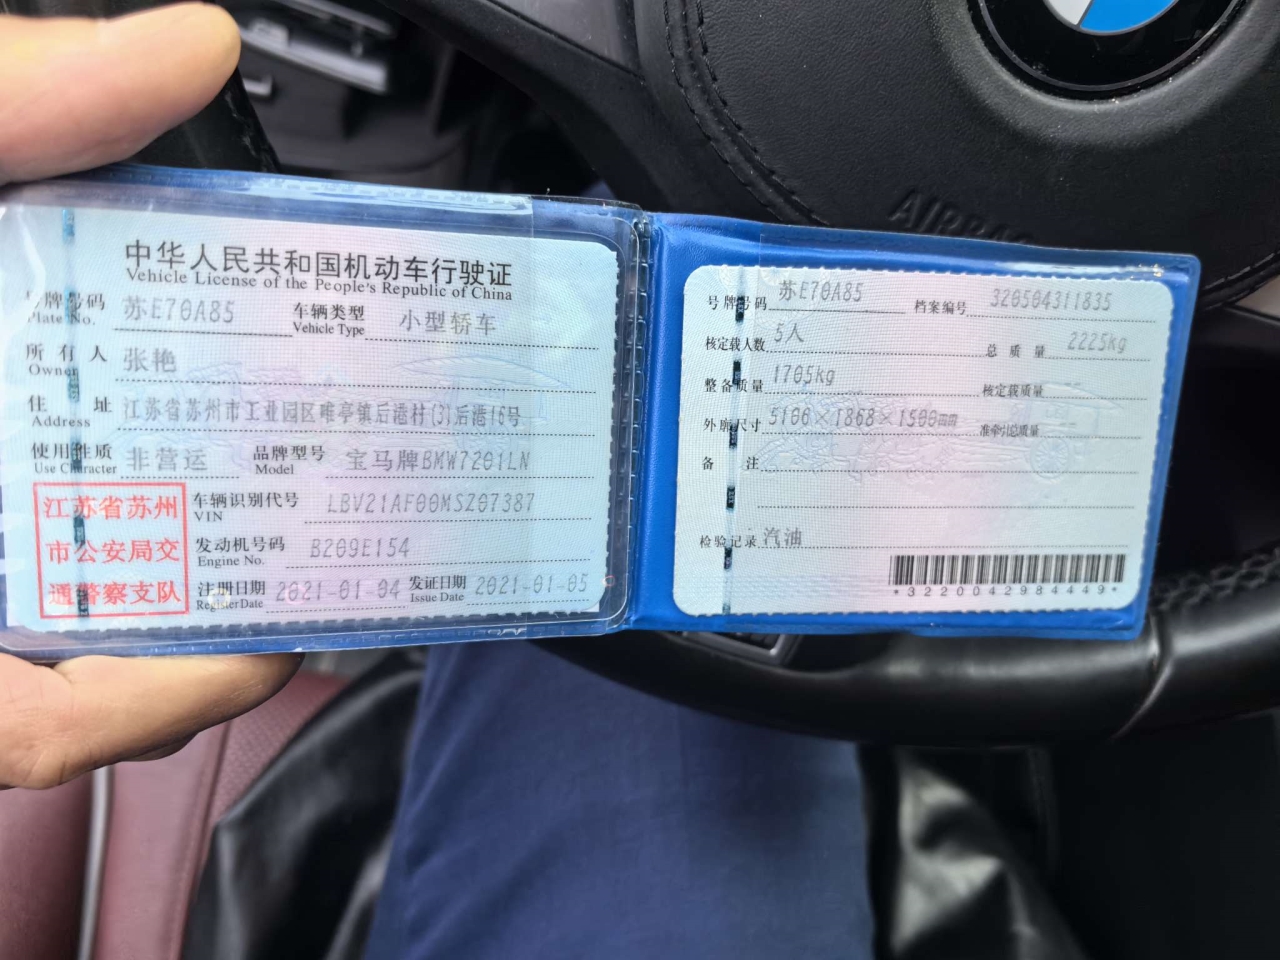 AIRBAG
中华人民共和国机动车行驶证
Vehicle License of the People's Republic of China
号牌号码 苏E70A85 车辆类型 小型轿车
Plate No. Vehicle Type
所有人 张艳
Owner
住址 江苏省苏州市工业园区唯亭镇后港村(3)后港16号
Address
使用性质 非营运 品牌型号 宝马牌BMW7201LN
Use Character Model
江苏省苏州
市公安局交
通警察支队
车辆识别代号 LBV21AF00MSZ07387
VIN
发动机号码 B209E154
Engine No.
注册日期 2021-01-04 发证日期 2021-01-05
Register Date Issue Date
号牌号码 苏E70A85 档案编号 320504311835
核定载人数 5人 总质量 2225kg
整备质量 1705kg 核定载质量 --
外廓尺寸 5106×1868×1500mm 准牵引总质量
备注
检验记录 汽油
*3220042984449*